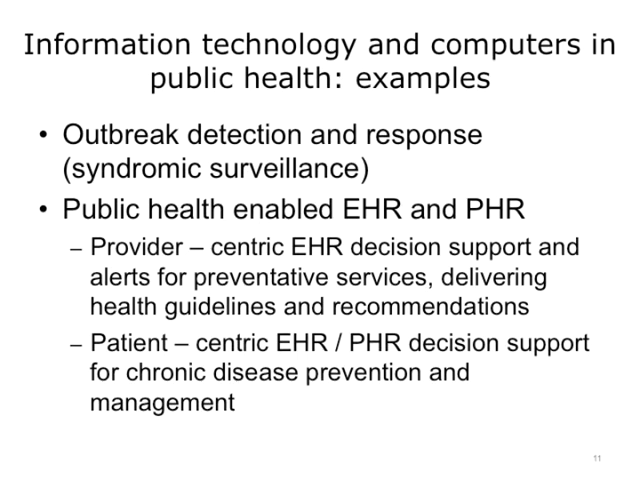 Information technology and computers in
public health: examples
• Outbreak detection and response
(syndromic surveillance)
• Public health enabled EHR and PHR
– Provider – centric EHR decision support and
alerts for preventative services, delivering
health guidelines and recommendations
– Patient – centric EHR / PHR decision support
for chronic disease prevention and
management
11